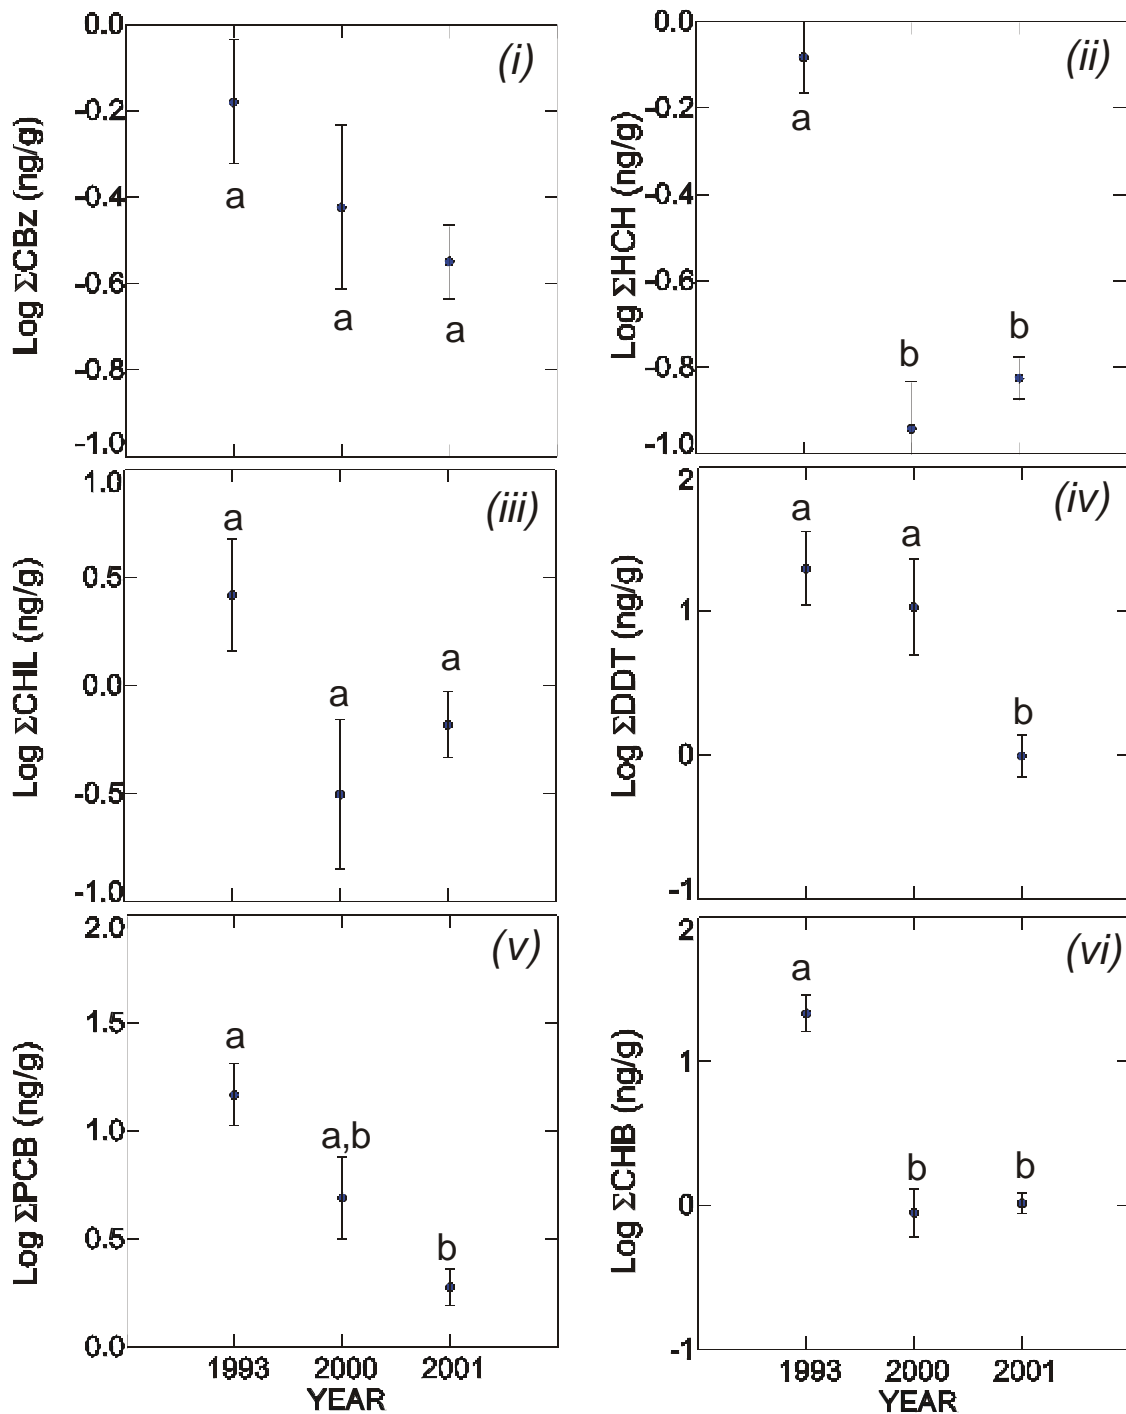 (i)
Log ΣCBz (ng/g)
0.0
-0.2
-0.4
-0.6
-0.8
-1.0
a
a
a
(ii)
Log ΣHCH (ng/g)
0.0
-0.2
-0.4
-0.6
-0.8
-1.0
a
b
b
(iii)
Log ΣCHL (ng/g)
1.0
0.5
0.0
-0.5
-1.0
a
a
a
(iv)
Log ΣDDT (ng/g)
2
1
0
-1
a
a
b
(v)
Log ΣPCB (ng/g)
2.0
1.5
1.0
0.5
0.0
a
a,b
b
1993 2000 2001
YEAR
(vi)
Log ΣCHB (ng/g)
2
1
0
-1
a
b
b
1993 2000 2001
YEAR